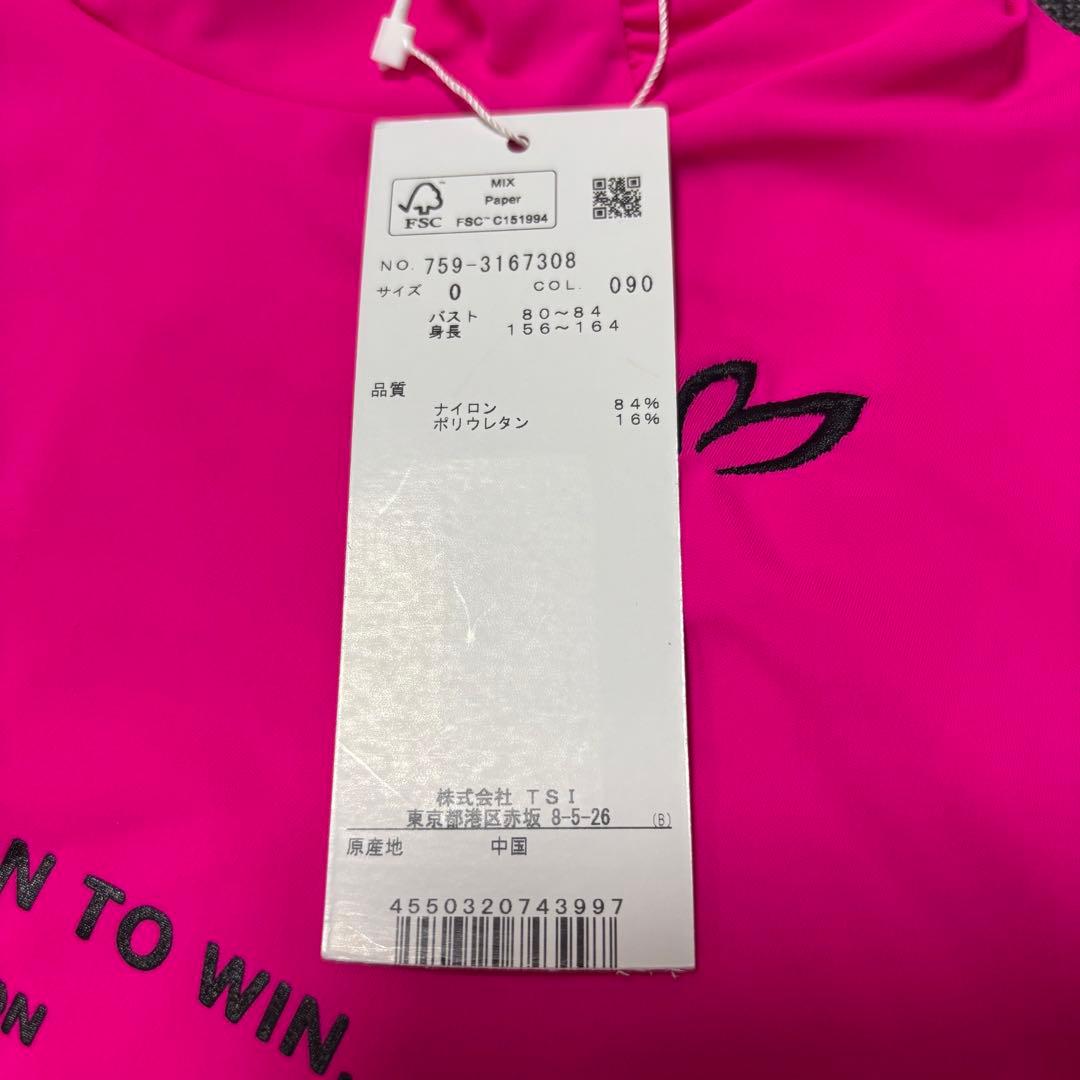 MIX
Paper
FSC™ C151994
FSC
NO. 759-3167308
サイズ 0 COL. 090
バスト 80~84
身長 156~164
品質
ナイロン 84%
ポリウレタン 16%
株式会社 TSI
東京都港区赤坂 8-5-26 (B)
原産地 中国
4550320743997
N TO WIN.
ON